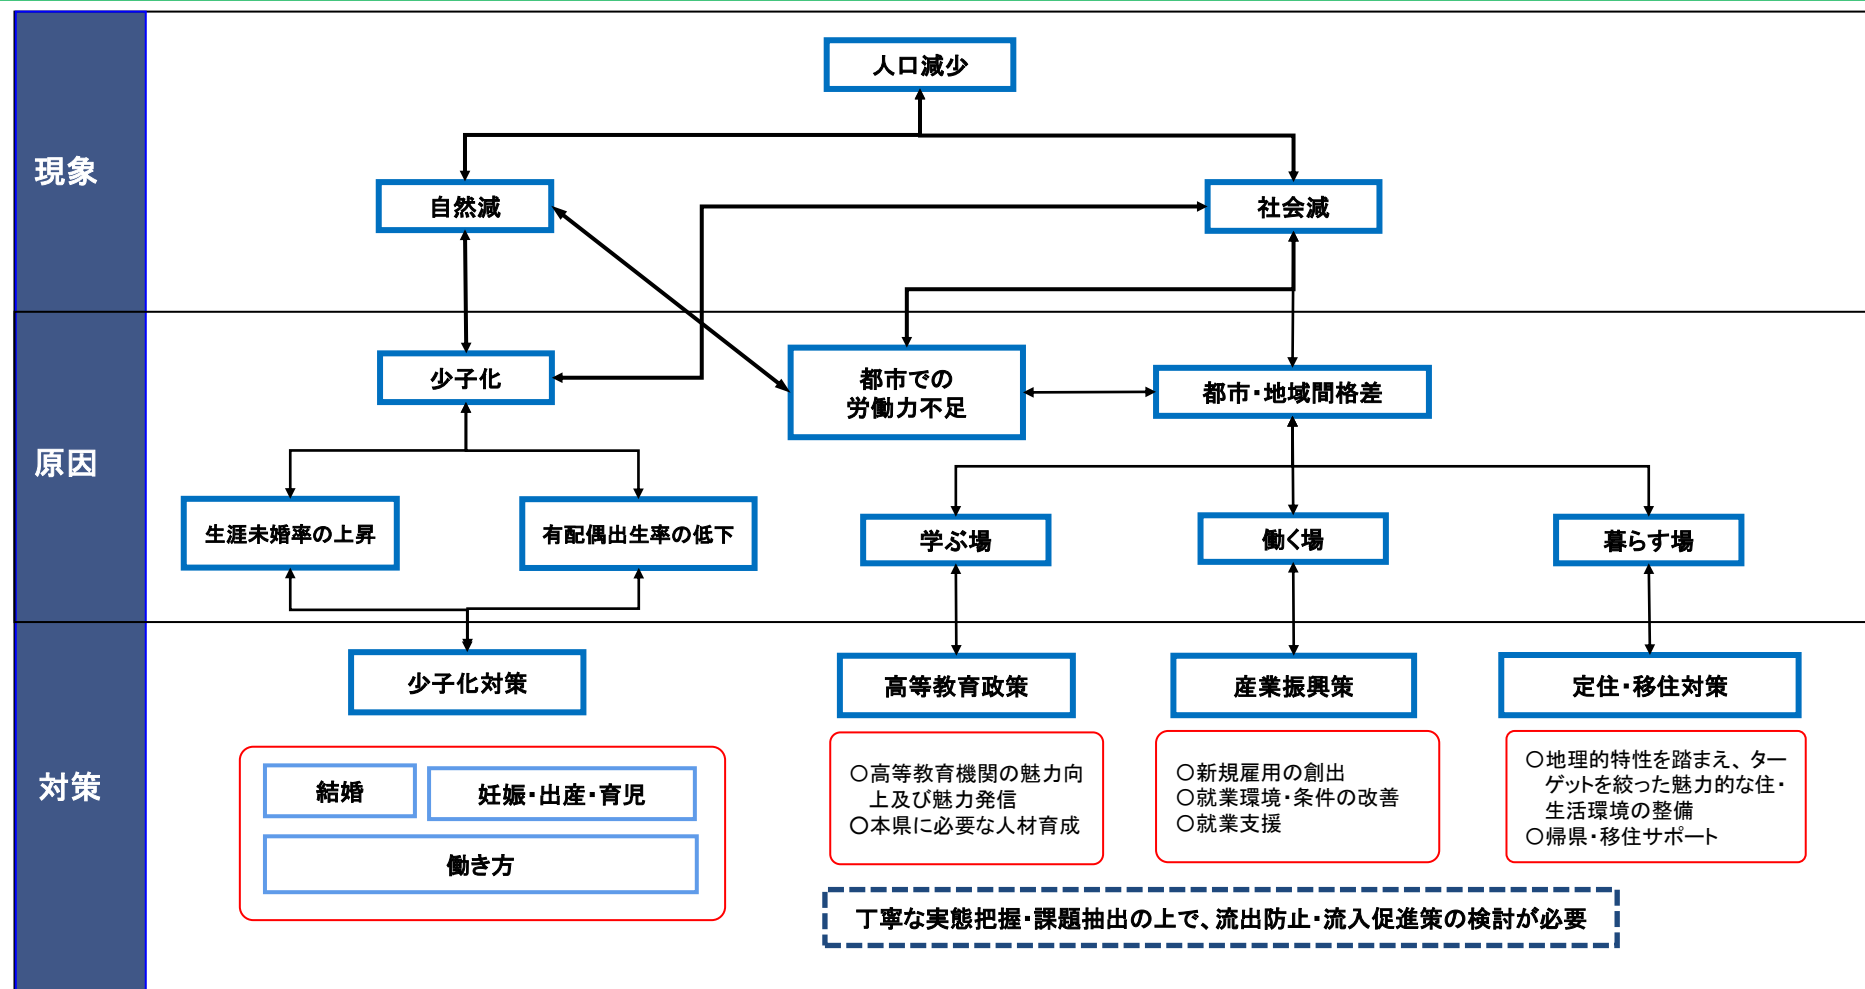 現象
人口減少
自然減
社会減
原因
少子化
都市での
労働力不足
都市・地域間格差
生涯未婚率の上昇
有配偶出生率の低下
学ぶ場
働く場
暮らす場
対策
少子化対策
高等教育政策
産業振興策
定住・移住対策
結婚
妊娠・出産・育児
働き方
〇高等教育機関の魅力向
上及び魅力発信
〇本県に必要な人材育成
〇新規雇用の創出
〇就業環境・条件の改善
〇就業支援
〇地理的特性を踏まえ、ター
ゲットを絞った魅力的な住・
生活環境の整備
〇帰県・移住サポート
丁寧な実態把握・課題抽出の上で、流出防止・流入促進策の検討が必要